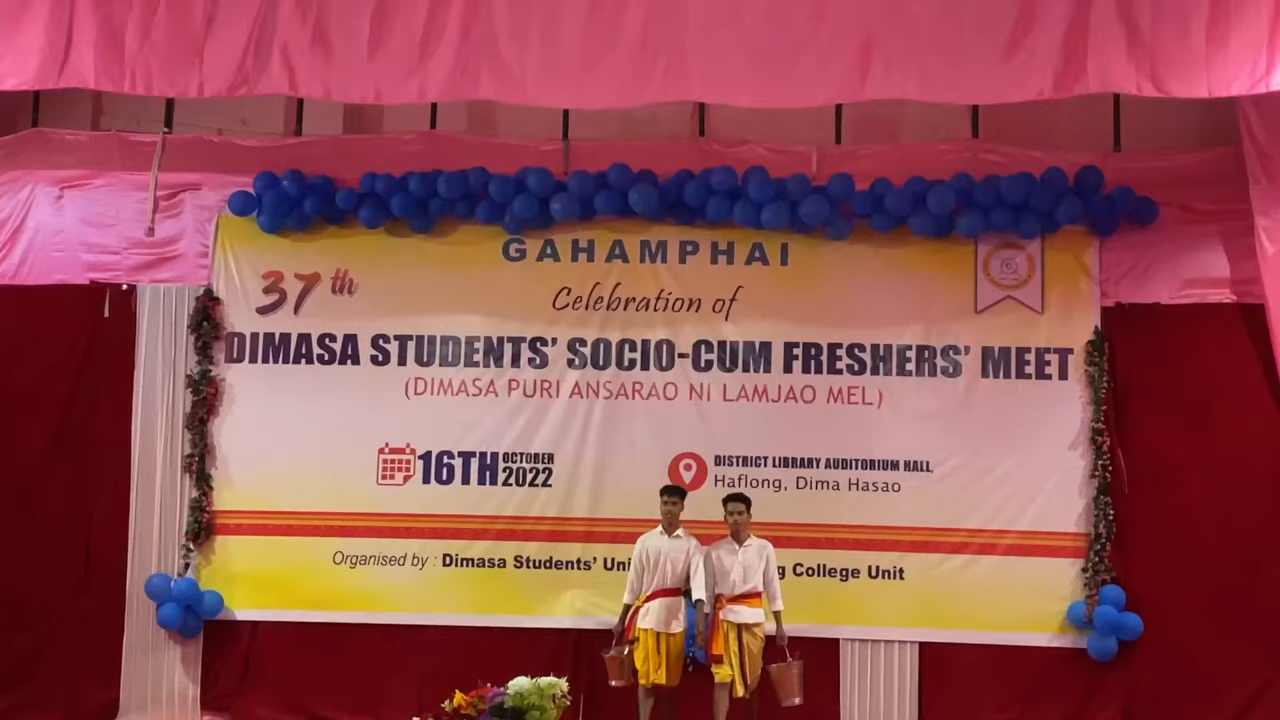 GAHAMPHAI
37th
Celebration of
DIMASA STUDENTS' SOCIO-CUM FRESHERS' MEET
(DIMASA PURI ANSARAO NI LAMJAO MEL)
16TH OCTOBER 2022
DISTRICT LIBRARY AUDITORIUM HALL,
Haflong, Dima Hasao
Organised by : Dimasa Students' College Unit